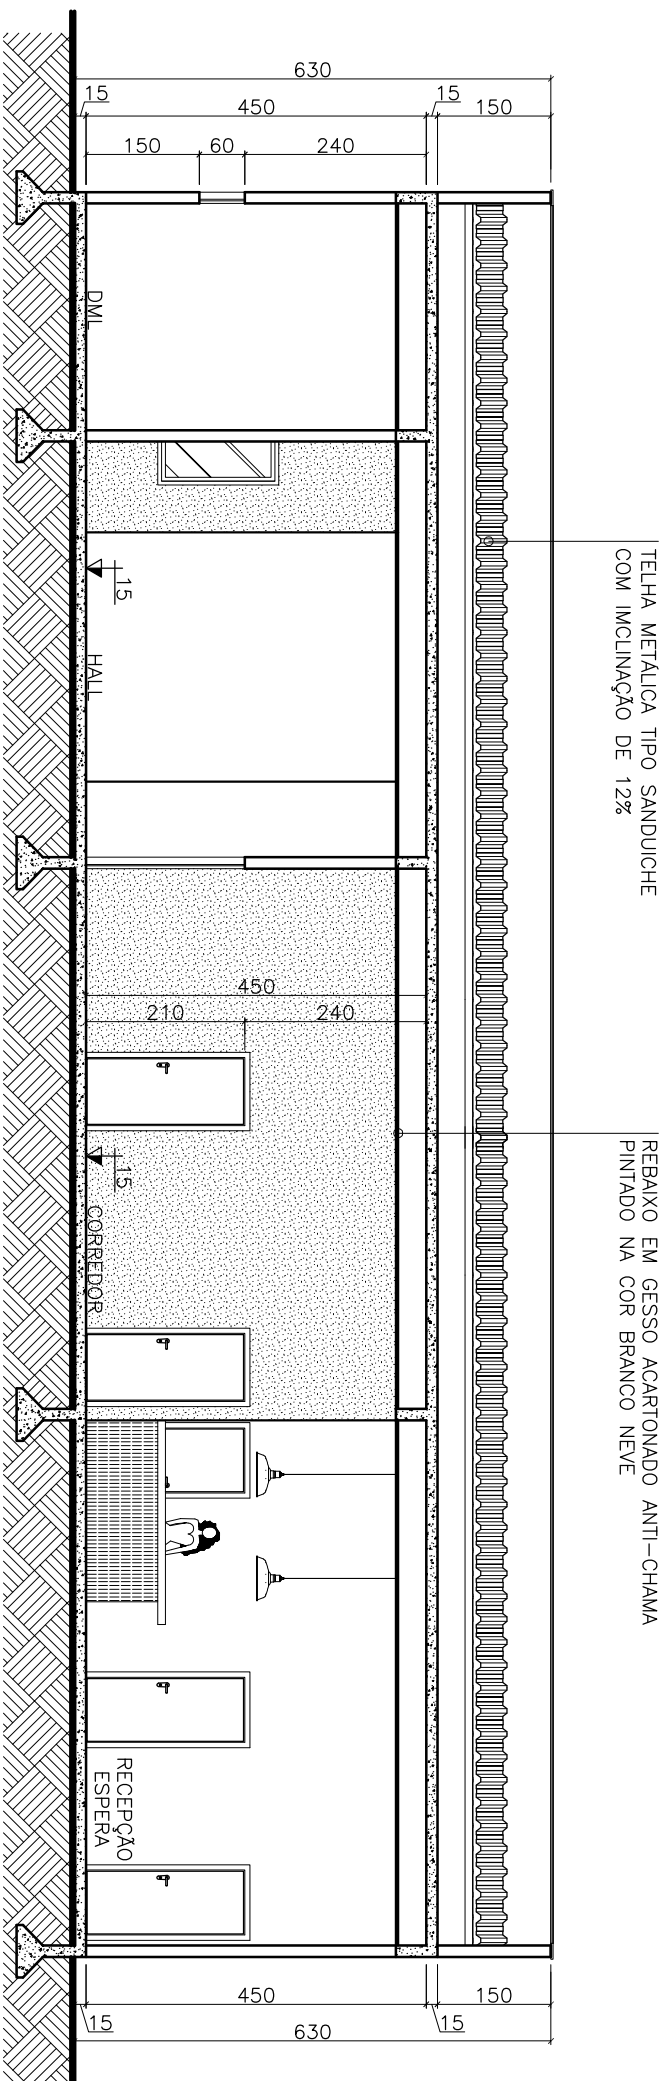 TELHA METÁLICA TIPO SANDUICHE
COM IMCLINAÇÃO DE 12%
REBAIXO EM GESSO ACARTONADO ANTI-CHAMA
PINTADO NA COR BRANCO NEVE
630
150
15
450
15
240
60
150
DML
15
HALL
450
240
210
15
CORREDOR
RECEPÇÃO
ESPERA
150
15
450
15
630